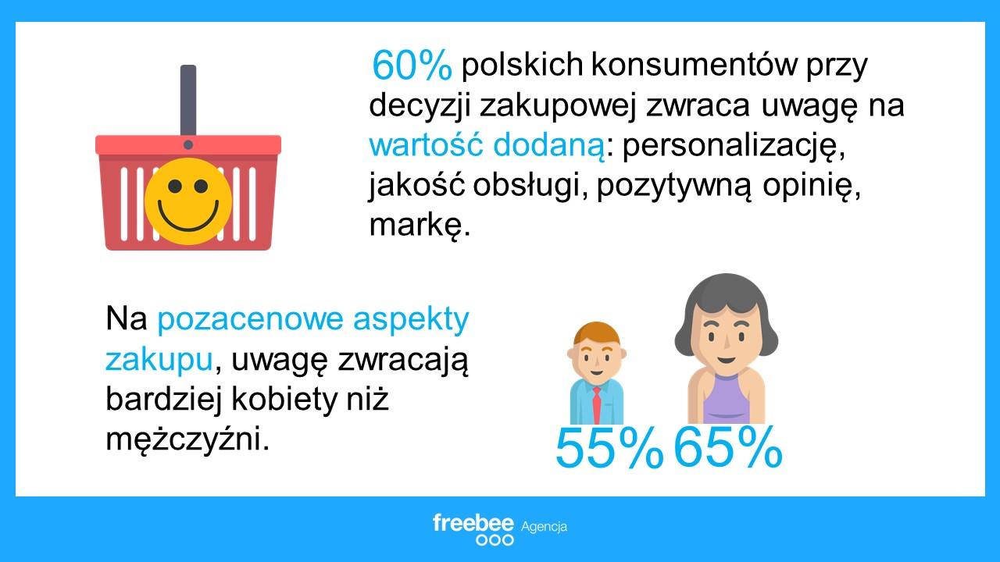 60% polskich konsumentów przy
decyzji zakupowej zwraca uwagę na
wartość dodaną: personalizację,
jakość obsługi, pozytywną opinię,
markę.
Na pozacenowe aspekty
zakupu, uwagę zwracają
bardziej kobiety niż
mężczyźni.
55% 65%
freebee Agencja